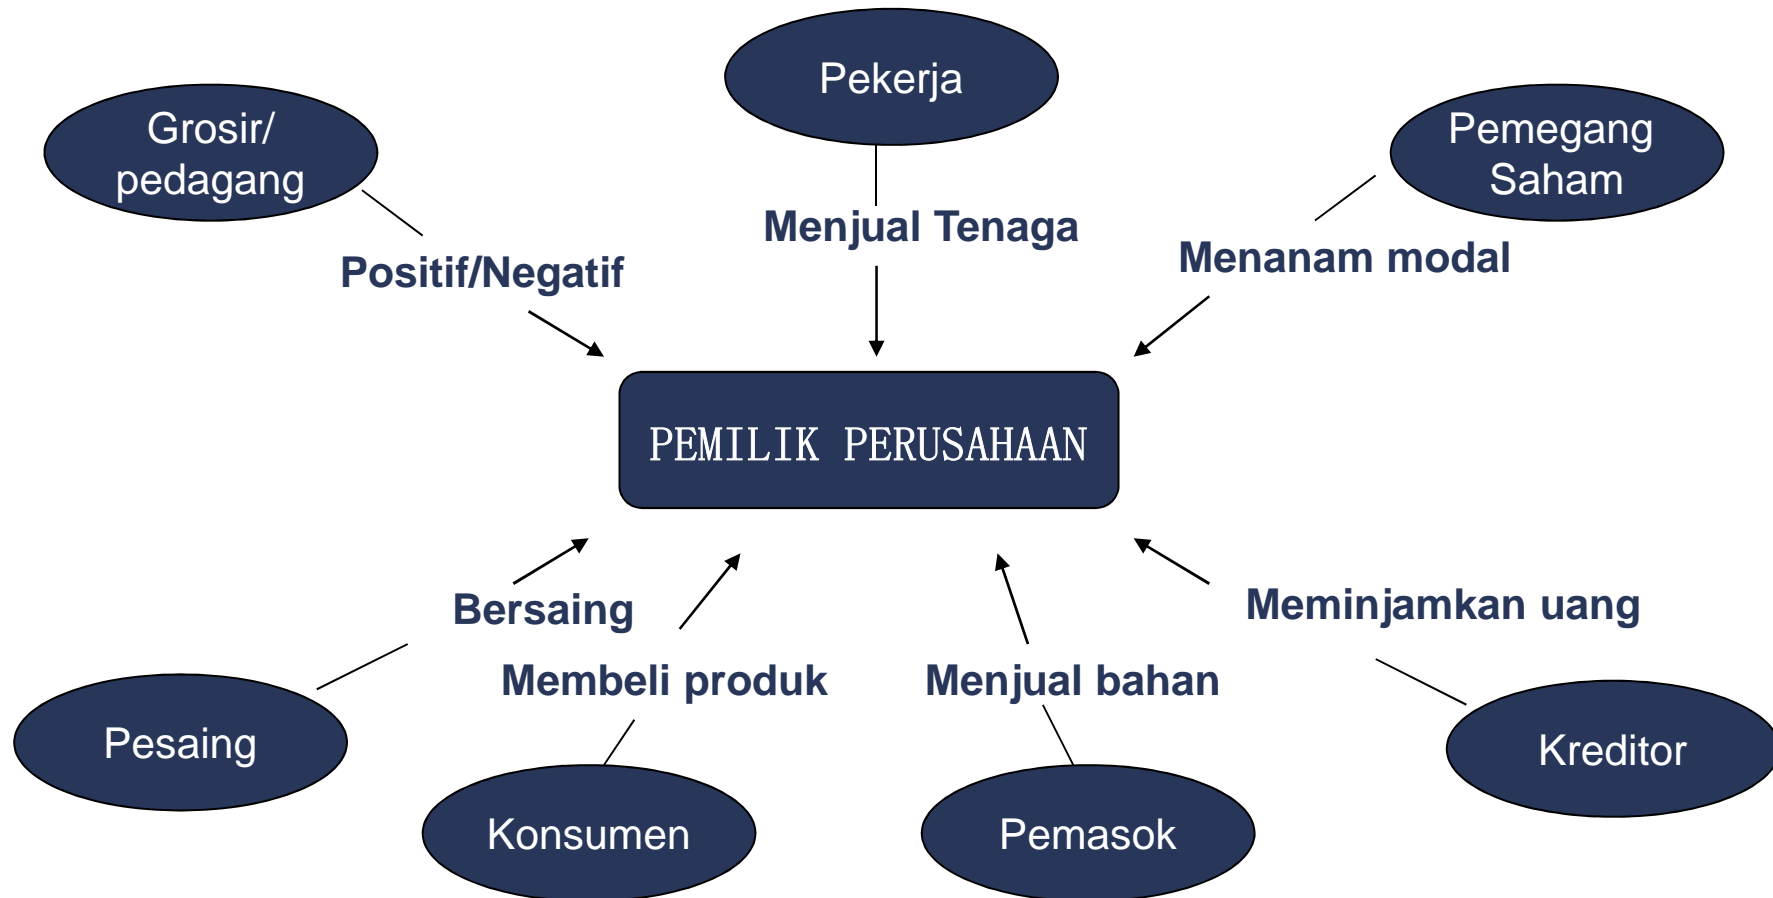 Pekerja
Grosir/
pedagang
Pemegang
Saham
Menjual Tenaga
Positif/Negatif
Menanam modal
PEMILIK PERUSAHAAN
Bersaing
Meminjamkan uang
Membeli produk
Menjual bahan
Pesaing
Kreditor
Konsumen
Pemasok